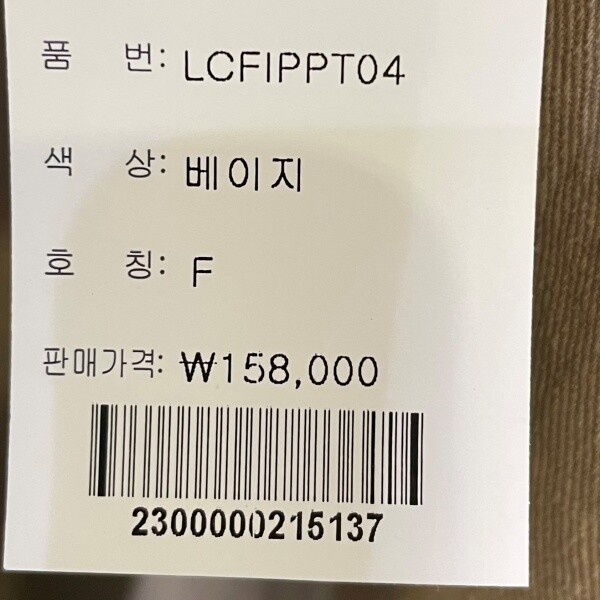 품 번: LCFIPPT04
색 상: 베이지
호 칭: F
판매가격: ₩158,000
2300000215137